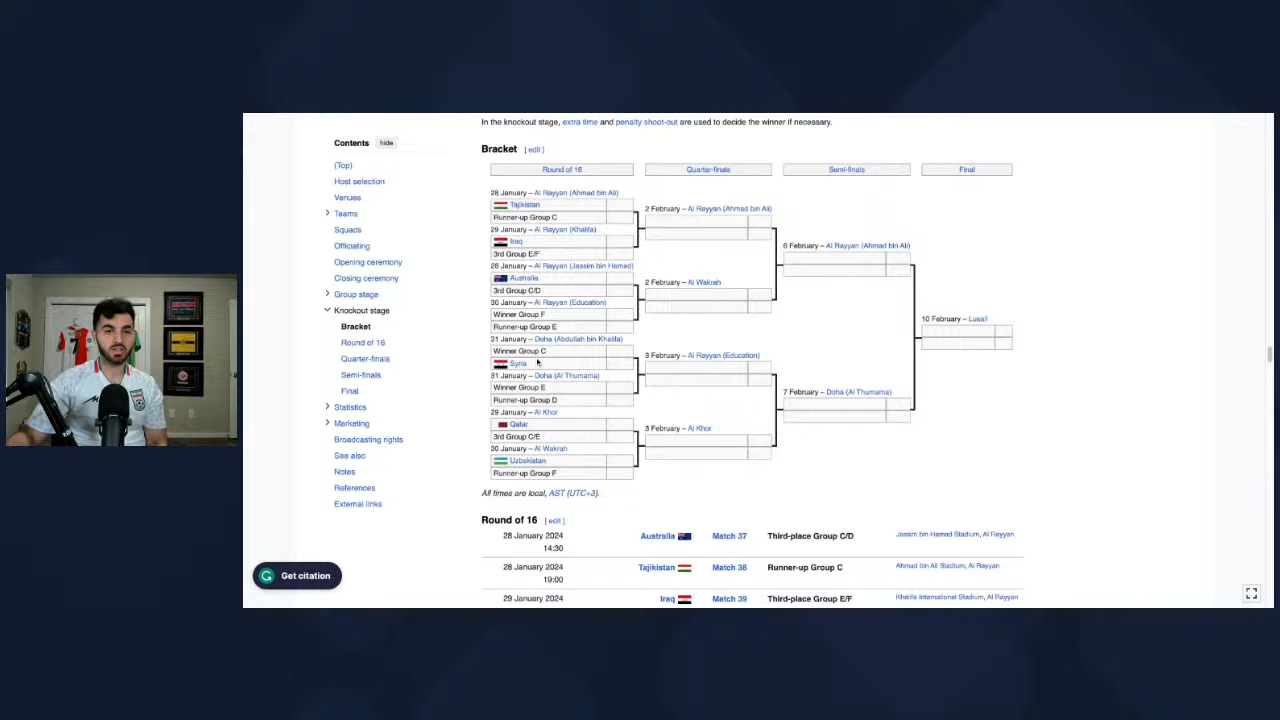 In the knockout stage, extra time and penalty shoot-out are used to decide the winner if necessary.
Contents hide
(Top)
Host selection
Venues
Teams
Squads
Officiating
Opening ceremony
Closing ceremony
Group stage
Knockout stage
Bracket
Round of 16
Quarter-finals
Semi-finals
Final
Statistics
Marketing
Broadcasting rights
See also
Notes
References
External links
Bracket [ edit ]
Round of 16 Quarter-finals Semi-finals Final
28 January – Al Rayyan (Ahmad bin Ali)
Tajikistan
Runner-up Group C
29 January – Al Rayyan (Khalifa)
Iraq
3rd Group E/F
28 January – Al Rayyan (Jassim bin Hamad)
Australia
3rd Group C/D
30 January – Al Rayyan (Education)
Winner Group F
Runner-up Group E
31 January – Doha (Abdullah bin Khalifa)
Winner Group C
Syria
31 January – Doha (Al Thumama)
Winner Group E
Runner-up Group D
29 January – Al Khor
Qatar
3rd Group C/E
30 January – Al Wakrah
Uzbekistan
Runner-up Group F
2 February – Al Rayyan (Ahmad bin Ali)
2 February – Al Wakrah
3 February – Al Rayyan (Education)
3 February – Al Khor
6 February – Al Rayyan (Ahmad bin Ali)
7 February – Doha (Al Thumama)
10 February – Lusail
All times are local, AST (UTC+3).
Round of 16 [ edit ]
28 January 2024 Australia Match 37 Third-place Group C/D Jassim bin Hamad Stadium, Al Rayyan
14:30
28 January 2024 Tajikistan Match 38 Runner-up Group C Ahmad bin Ali Stadium, Al Rayyan
19:00
29 January 2024 Iraq Match 39 Third-place Group E/F Khalifa International Stadium, Al Rayyan
Get citation
7